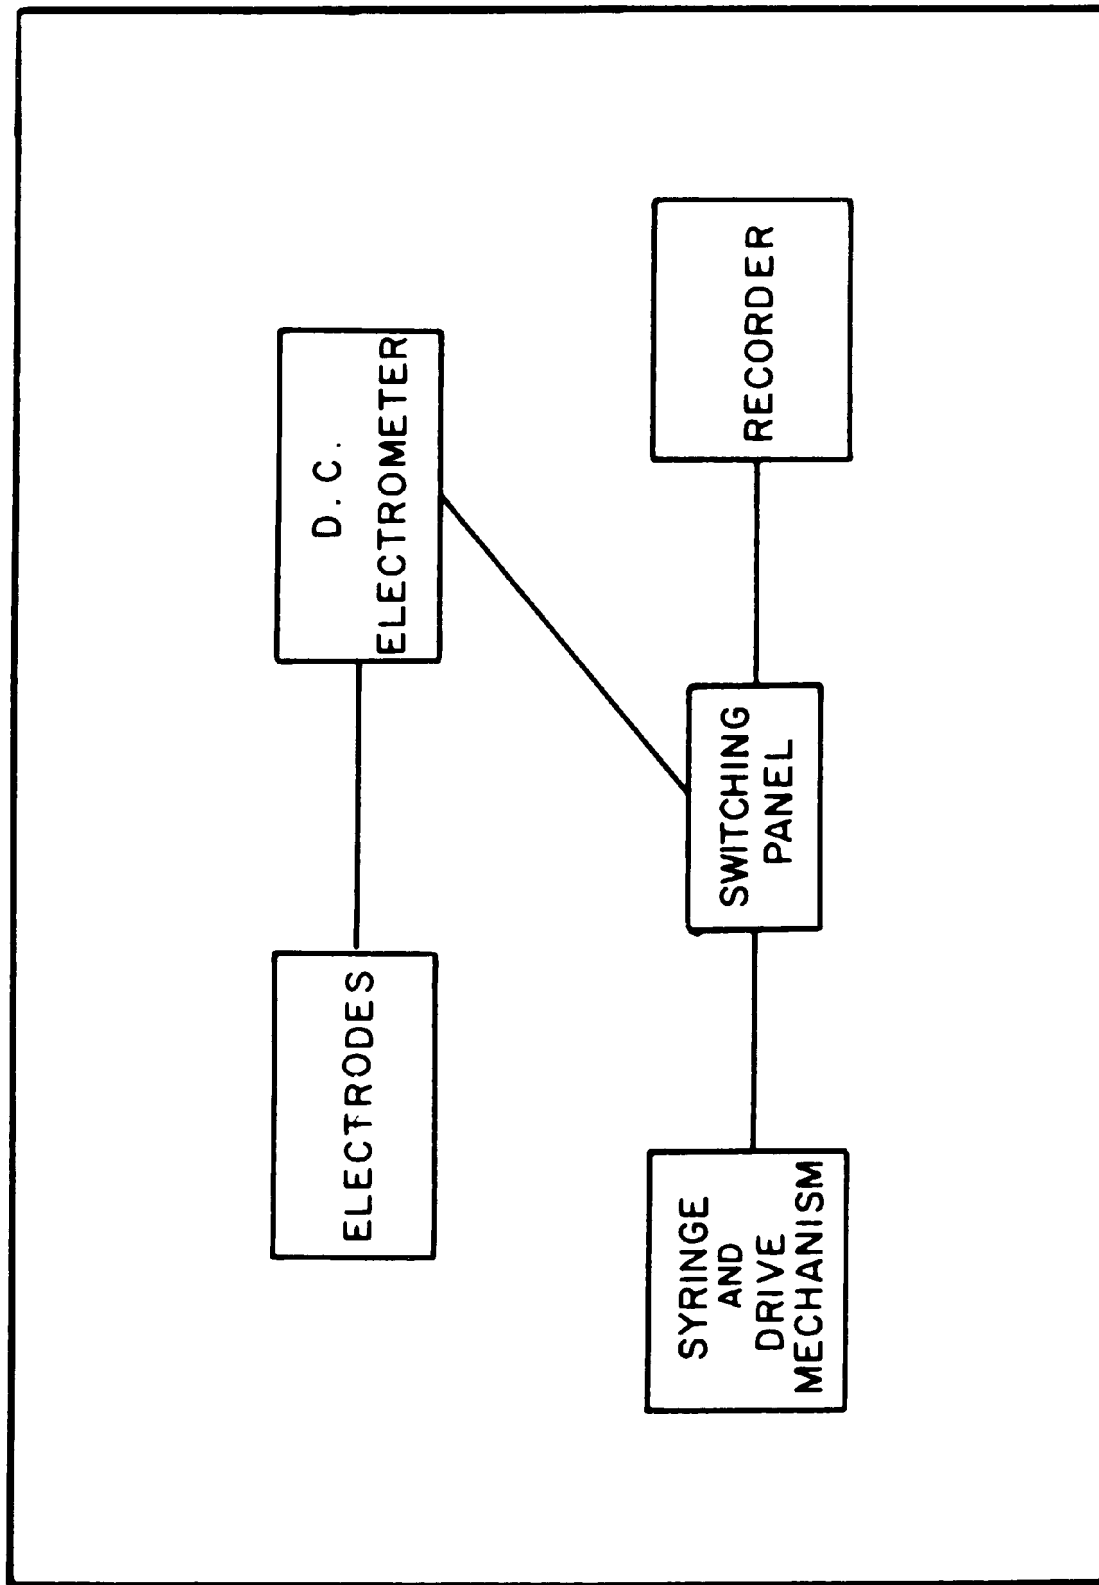 ELECTRODES
D. C.
ELECTROMETER
SYRINGE
AND
DRIVE
MECHANISM
SWITCHING
PANEL
RECORDER